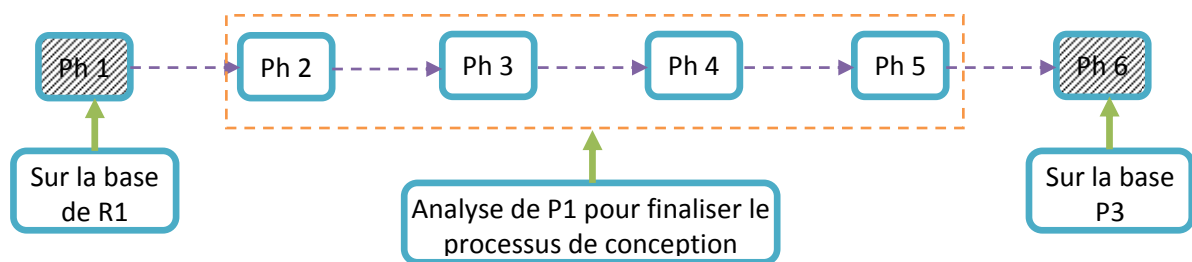 Ph 1
Ph 2
Ph 3
Ph 4
Ph 5
Ph 6
Sur la base
de R1
Analyse de P1 pour finaliser le
processus de conception
Sur la base
P3